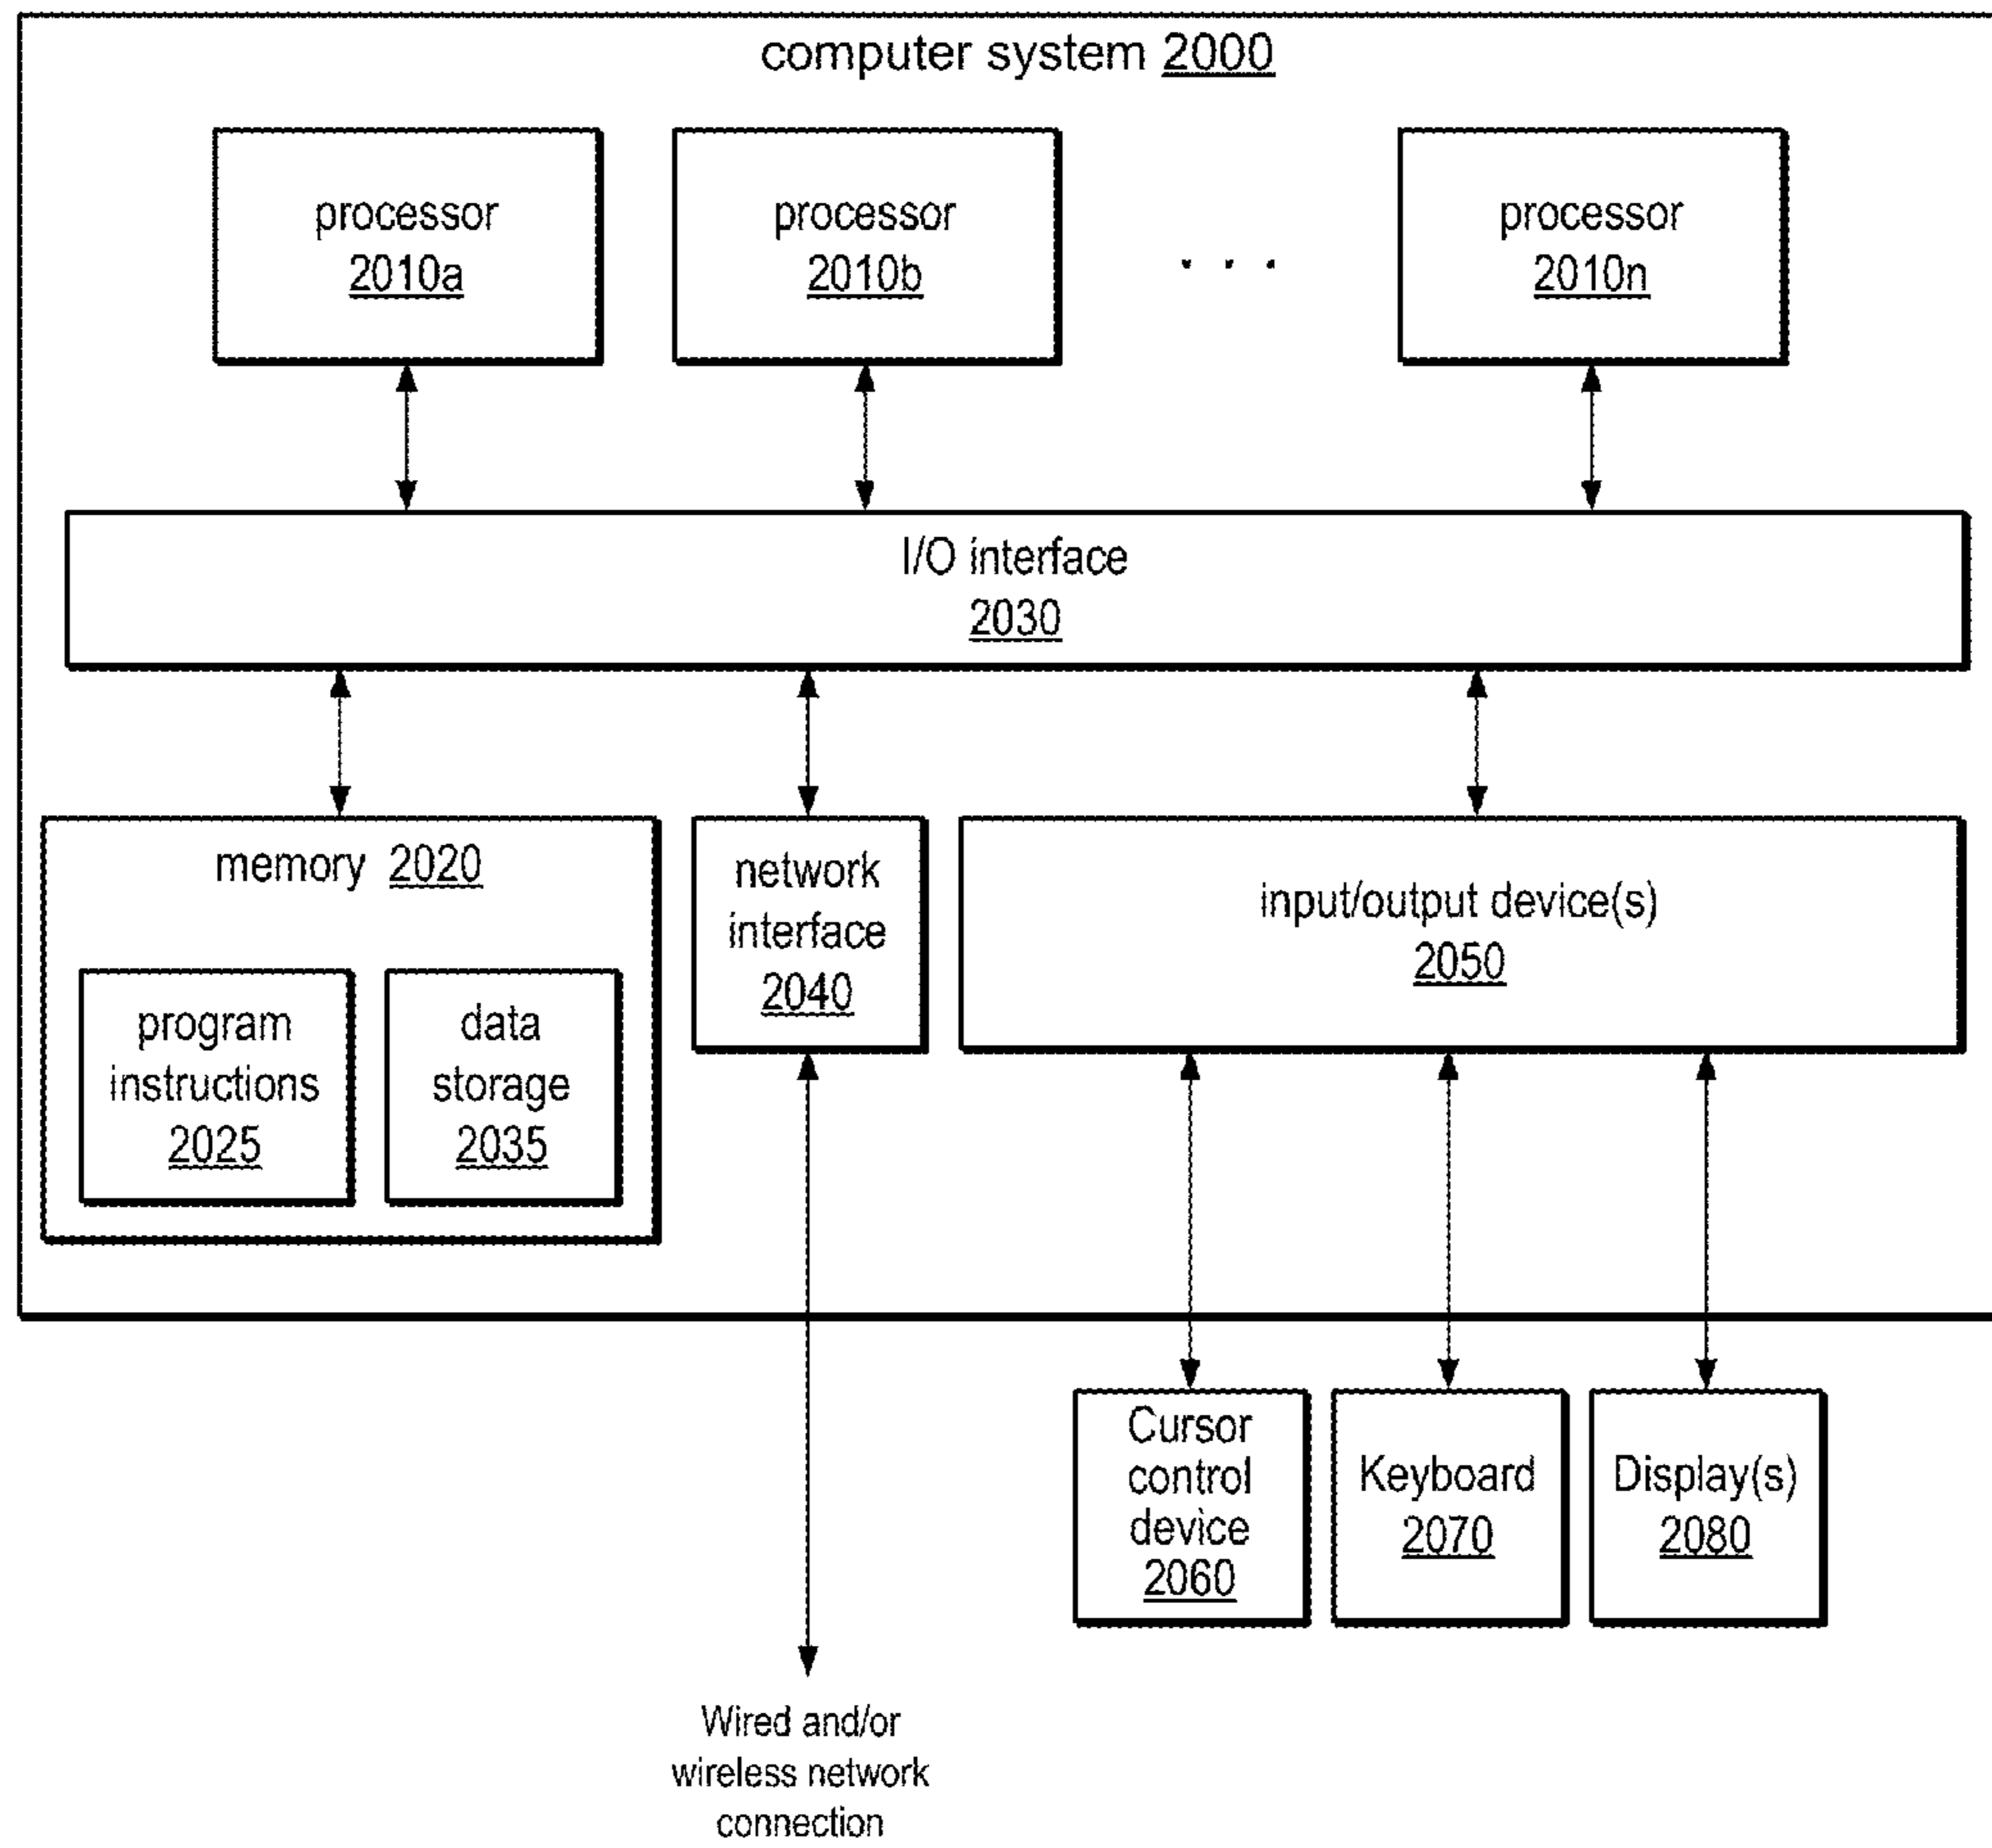 computer system 2000
processor
2010a
processor
2010b
. . .
processor
2010n
I/O interface
2030
memory 2020
program
instructions
2025
data
storage
2035
network
interface
2040
input/output device(s)
2050
Cursor
control
device
2060
Keyboard
2070
Display(s)
2080
Wired and/or
wireless network
connection